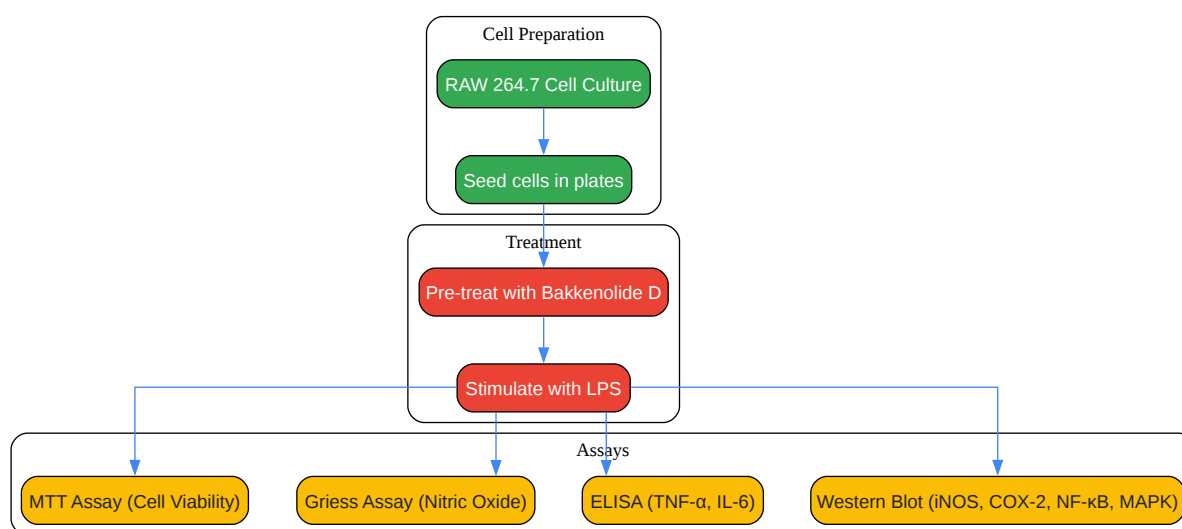 Cell Preparation
RAW 264.7 Cell Culture
Seed cells in plates
Treatment
Pre-treat with Bakkenolide D
Stimulate with LPS
Assays
MTT Assay (Cell Viability)
Griess Assay (Nitric Oxide)
ELISA (TNF-α, IL-6)
Western Blot (iNOS, COX-2, NF-κB, MAPK)